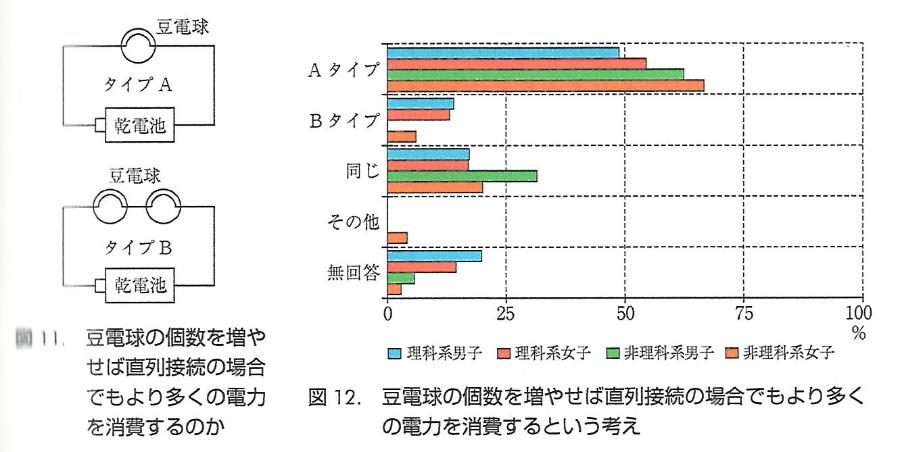 豆電球
タイプA
乾電池
豆電球
タイプB
乾電池
図11. 豆電球の個数を増や
せば直列接続の場合
でもより多くの電力
を消費するのか
Aタイプ
Bタイプ
同じ
その他
無回答
0 25 50 75 100
%
理科系男子 理科系女子 非理科系男子 非理科系女子
図12. 豆電球の個数を増やせば直列接続の場合でもより多く
の電力を消費するという考え